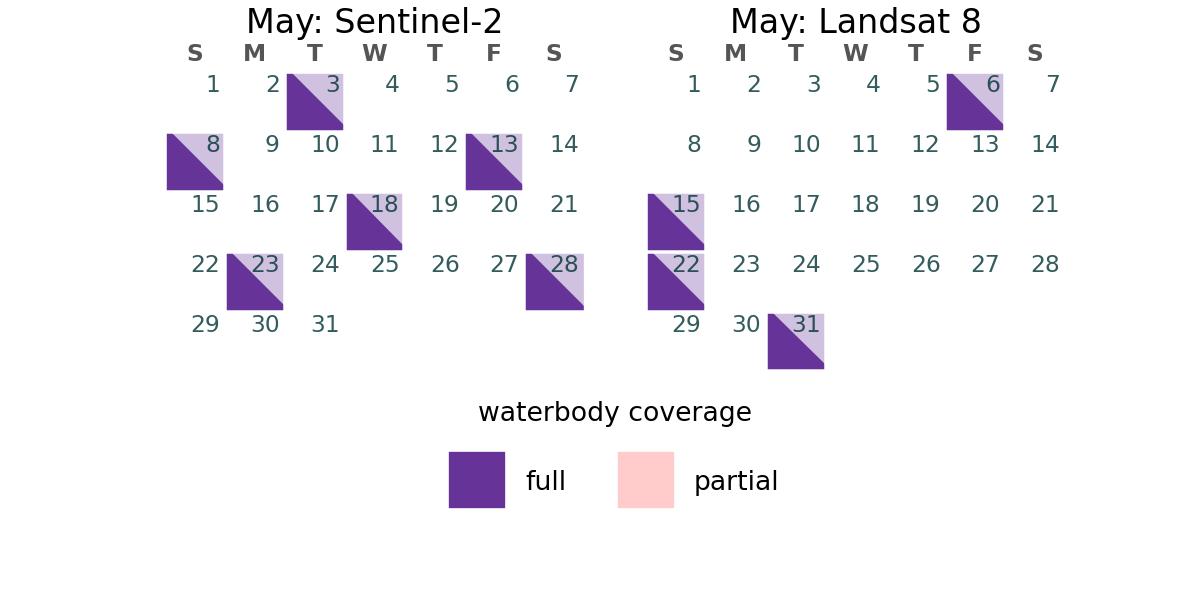 May: Sentinel-2
S M T W T F S
1 2 3 4 5 6 7
8 9 10 11 12 13 14
15 16 17 18 19 20 21
22 23 24 25 26 27 28
29 30 31
May: Landsat 8
S M T W T F S
1 2 3 4 5 6 7
8 9 10 11 12 13 14
15 16 17 18 19 20 21
22 23 24 25 26 27 28
29 30 31
waterbody coverage
full partial